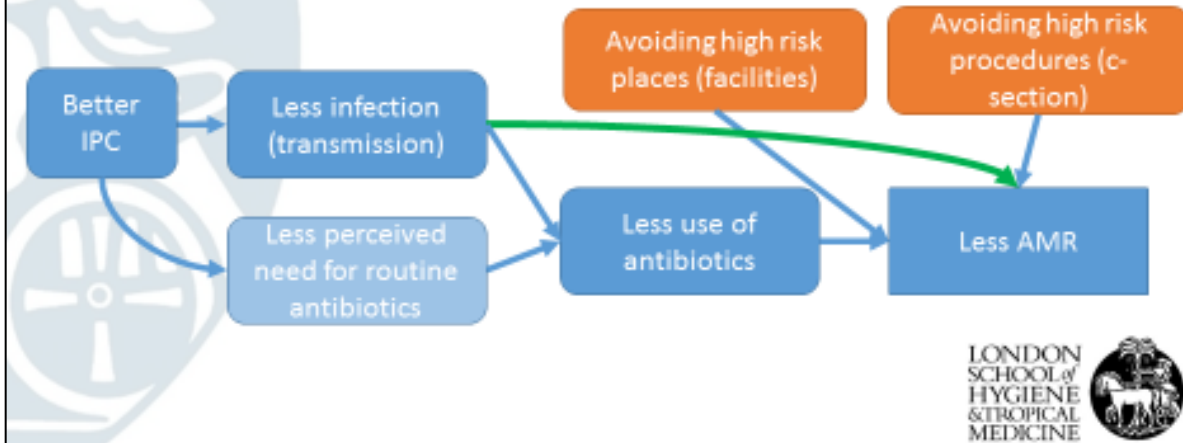 Avoiding high risk
places (facilities)
Avoiding high risk
procedures (c-
section)
Better
IPC
Less infection
(transmission)
Less perceived
need for routine
antibiotics
Less use of
antibiotics
Less AMR
LONDON
SCHOOL of
HYGIENE
&TROPICAL
MEDICINE